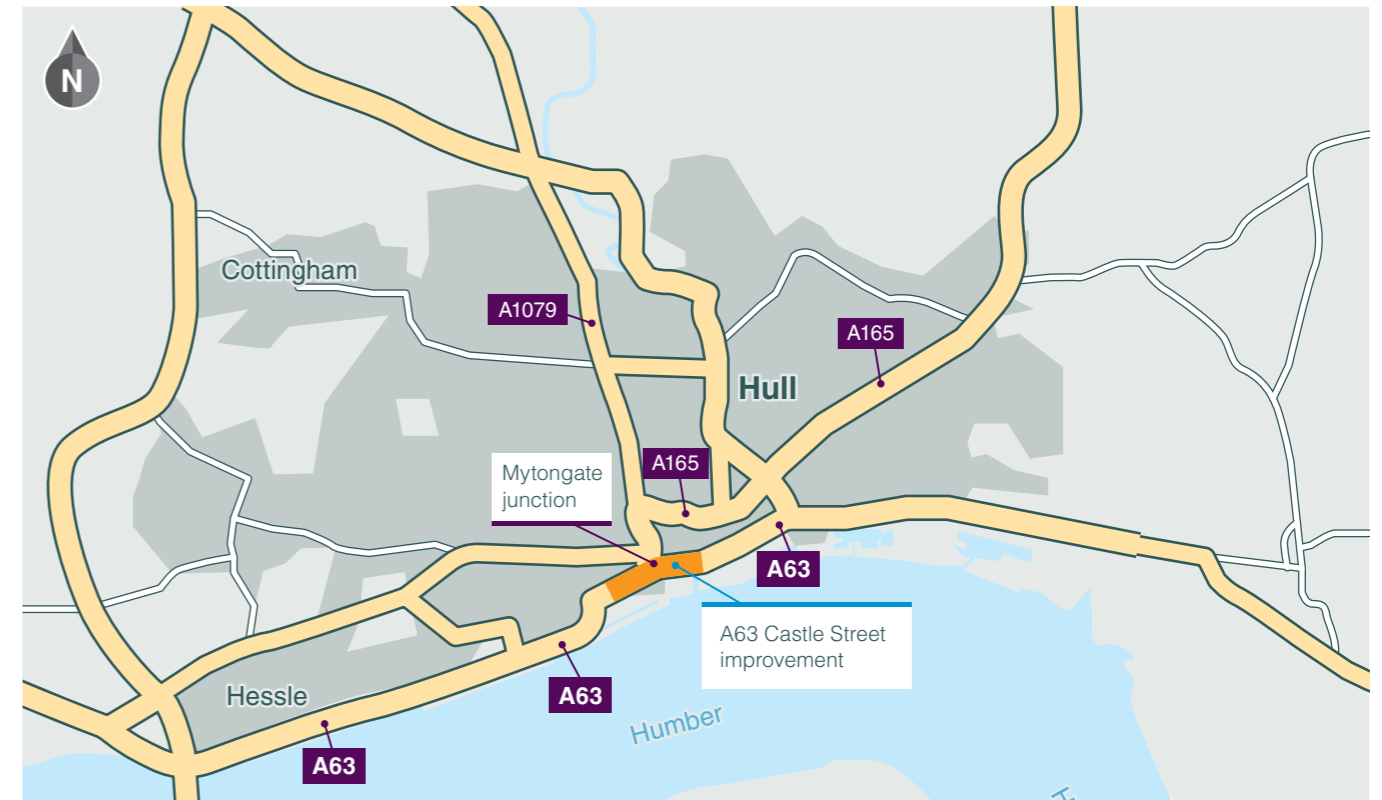 N
Cottingham
A1079
A165
Hull
Mytongate
junction
A165
A63
A63 Castle Street
improvement
Hessle
A63
Humber
A63
H